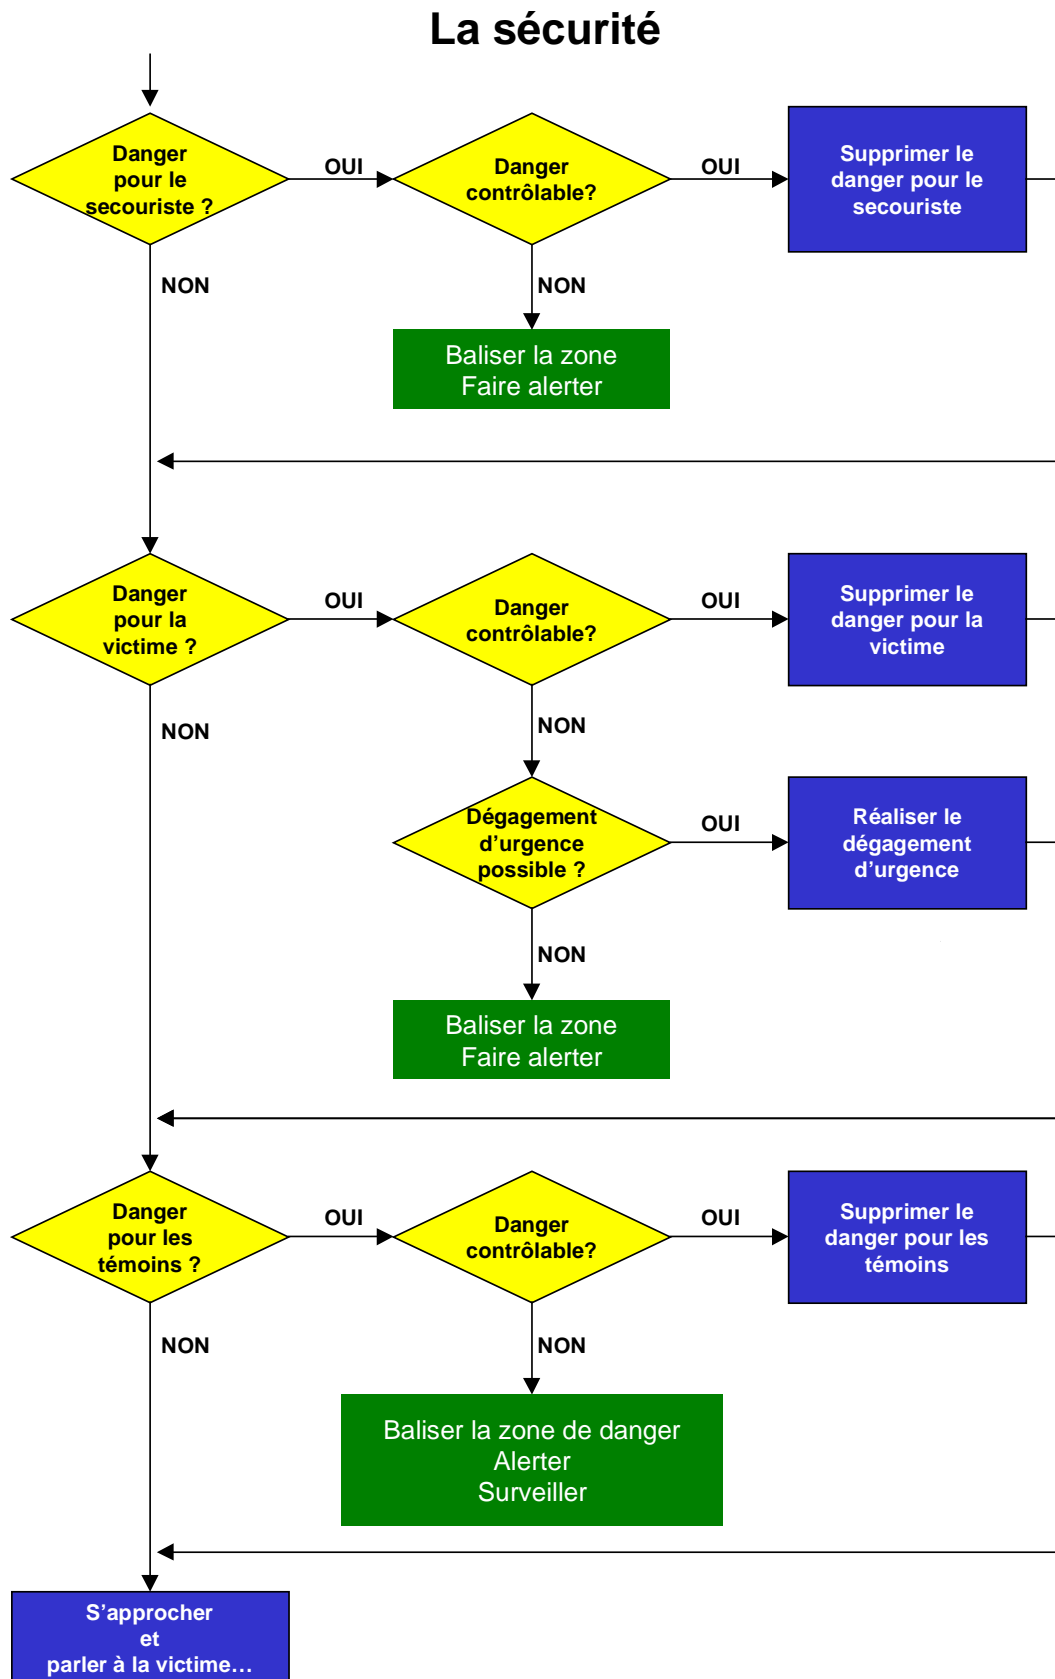 La sécurité
Danger
pour le
secouriste ?
OUI
Danger
contrôlable?
OUI
Supprimer le
danger pour le
secouriste
NON
NON
Baliser la zone
Faire alerter
Danger
pour la
victime ?
OUI
Danger
contrôlable?
OUI
Supprimer le
danger pour la
victime
NON
NON
Dégagement
d’urgence
possible ?
OUI
Réaliser le
dégagement
d’urgence
NON
Baliser la zone
Faire alerter
Danger
pour les
témoins ?
OUI
Danger
contrôlable?
OUI
Supprimer le
danger pour les
témoins
NON
NON
Baliser la zone de danger
Alerter
Surveiller
S’approcher
et
parler à la victime…